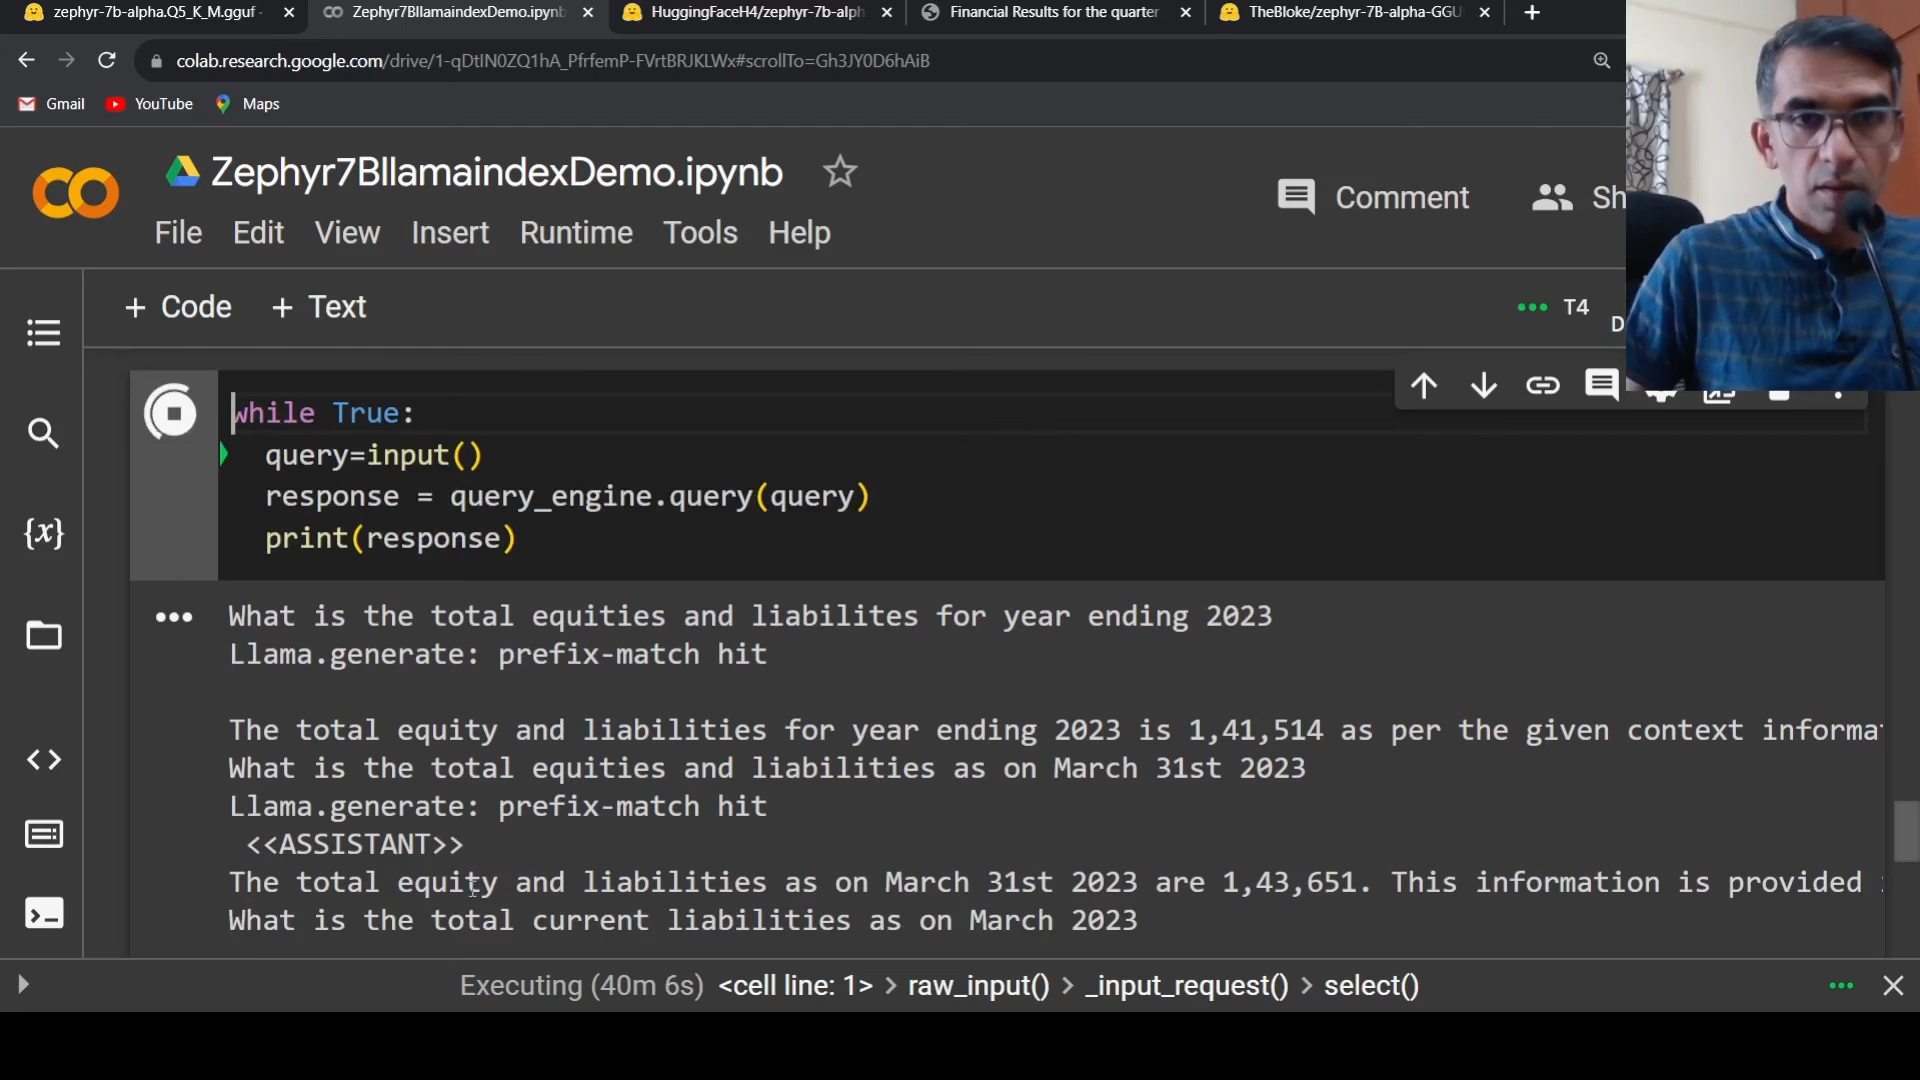 zephyr-7b-alpha.Q5_K_M.gguf -
Zephyr7BllamaindexDemo.ipynb
HuggingFaceH4/zephyr-7b-alph
Financial Results for the quarter
TheBloke/zephyr-7B-alpha-GGU
colab.research.google.com/drive/1-qDtIN0ZQ1hA_PfrfemP-FVrtBRJKLWx#scrollTo=Gh3JY0D6hAiB
Gmail YouTube Maps
Zephyr7BllamaindexDemo.ipynb
Comment Sh
File Edit View Insert Runtime Tools Help
+ Code + Text
T4
D
while True:
query=input()
response = query_engine.query(query)
print(response)
What is the total equities and liabilites for year ending 2023
Llama.generate: prefix-match hit
The total equity and liabilities for year ending 2023 is 1,41,514 as per the given context informat
What is the total equities and liabilities as on March 31st 2023
Llama.generate: prefix-match hit
<<ASSISTANT>>
The total equity and liabilities as on March 31st 2023 are 1,43,651. This information is provided
What is the total current liabilities as on March 2023
Executing (40m 6s) <cell line: 1> > raw_input() > _input_request() > select()